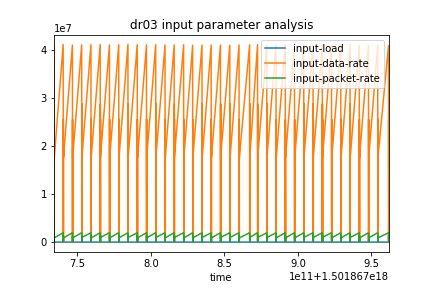 dr03 input parameter analysis
1e7
input-load
input-data-rate
input-packet-rate
4
3
2
1
0
7.5
8.0
8.5
9.0
9.5
time
1e11+1.501867e18